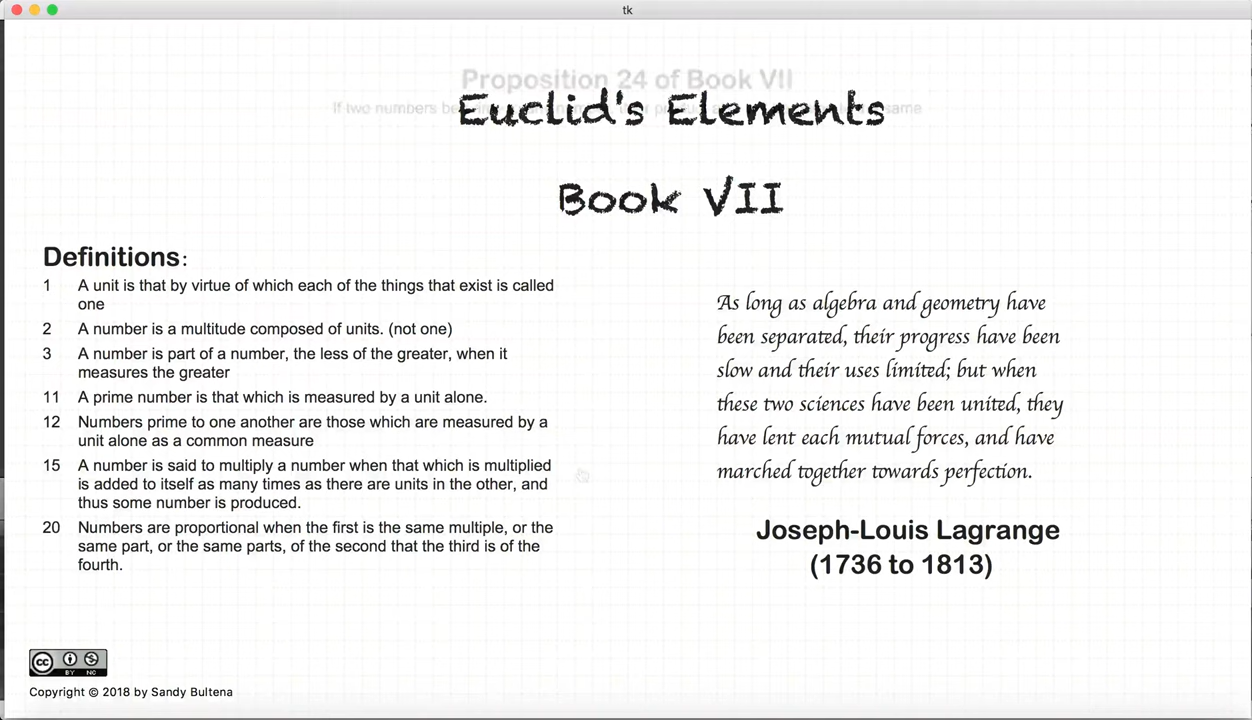 tk
Proposition 24 of Book VII
If two numbers be
same
Euclid's Elements
Book VII
Definitions:
1 A unit is that by virtue of which each of the things that exist is called
one
2 A number is a multitude composed of units. (not one)
3 A number is part of a number, the less of the greater, when it
measures the greater
11 A prime number is that which is measured by a unit alone.
12 Numbers prime to one another are those which are measured by a
unit alone as a common measure
15 A number is said to multiply a number when that which is multiplied
is added to itself as many times as there are units in the other, and
thus some number is produced.
20 Numbers are proportional when the first is the same multiple, or the
same part, or the same parts, of the second that the third is of the
fourth.
As long as algebra and geometry have
been separated, their progress have been
slow and their uses limited; but when
these two sciences have been united, they
have lent each mutual forces, and have
marched together towards perfection.
Joseph-Louis Lagrange
(1736 to 1813)
cc
BY NC
Copyright © 2018 by Sandy Bultena